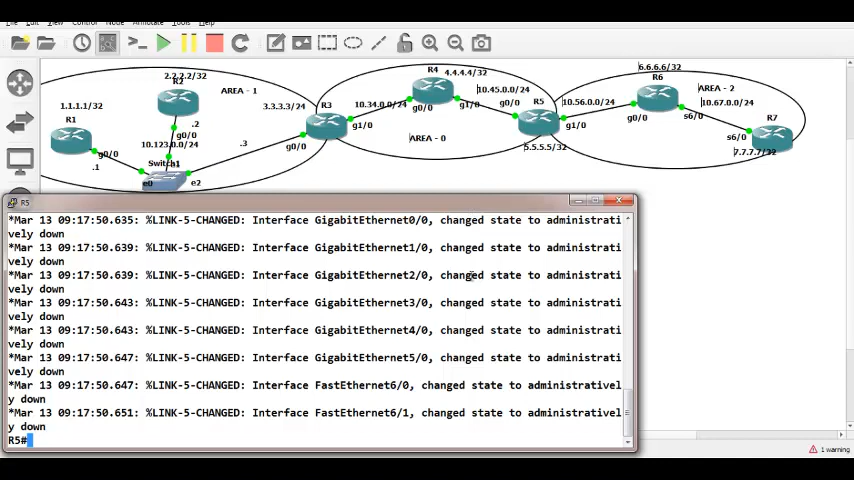 File Edit View Control Node Annotate Tools Help
2.2.2.2/32
R2
AREA - 1
1.1.1.1/32
R1
g0/0
.1
.2
g0/0
10.123.0.0/24
Switch1
e0
e2
.3
3.3.3.3/24
R3
g0/0
g1/0
10.34.0.0/24
R4
4.4.4.4/32
g0/0
g1/0
AREA - 0
10.45.0.0/24
g0/0
R5
5.5.5.5/32
g1/0
10.56.0.0/24
6.6.6.6/32
R6
g0/0
AREA - 2
10.67.0.0/24
s6/0
s6/0
R7
7.7.7.7/32
R5
*Mar 13 09:17:50.635: %LINK-5-CHANGED: Interface GigabitEthernet0/0, changed state to administrati
vely down
*Mar 13 09:17:50.639: %LINK-5-CHANGED: Interface GigabitEthernet1/0, changed state to administrati
vely down
*Mar 13 09:17:50.639: %LINK-5-CHANGED: Interface GigabitEthernet2/0, changed state to administrati
vely down
*Mar 13 09:17:50.643: %LINK-5-CHANGED: Interface GigabitEthernet3/0, changed state to administrati
vely down
*Mar 13 09:17:50.643: %LINK-5-CHANGED: Interface GigabitEthernet4/0, changed state to administrati
vely down
*Mar 13 09:17:50.647: %LINK-5-CHANGED: Interface GigabitEthernet5/0, changed state to administrati
vely down
*Mar 13 09:17:50.647: %LINK-5-CHANGED: Interface FastEthernet6/0, changed state to administrativel
y down
*Mar 13 09:17:50.651: %LINK-5-CHANGED: Interface FastEthernet6/1, changed state to administrativel
y down
R5#
1 warning